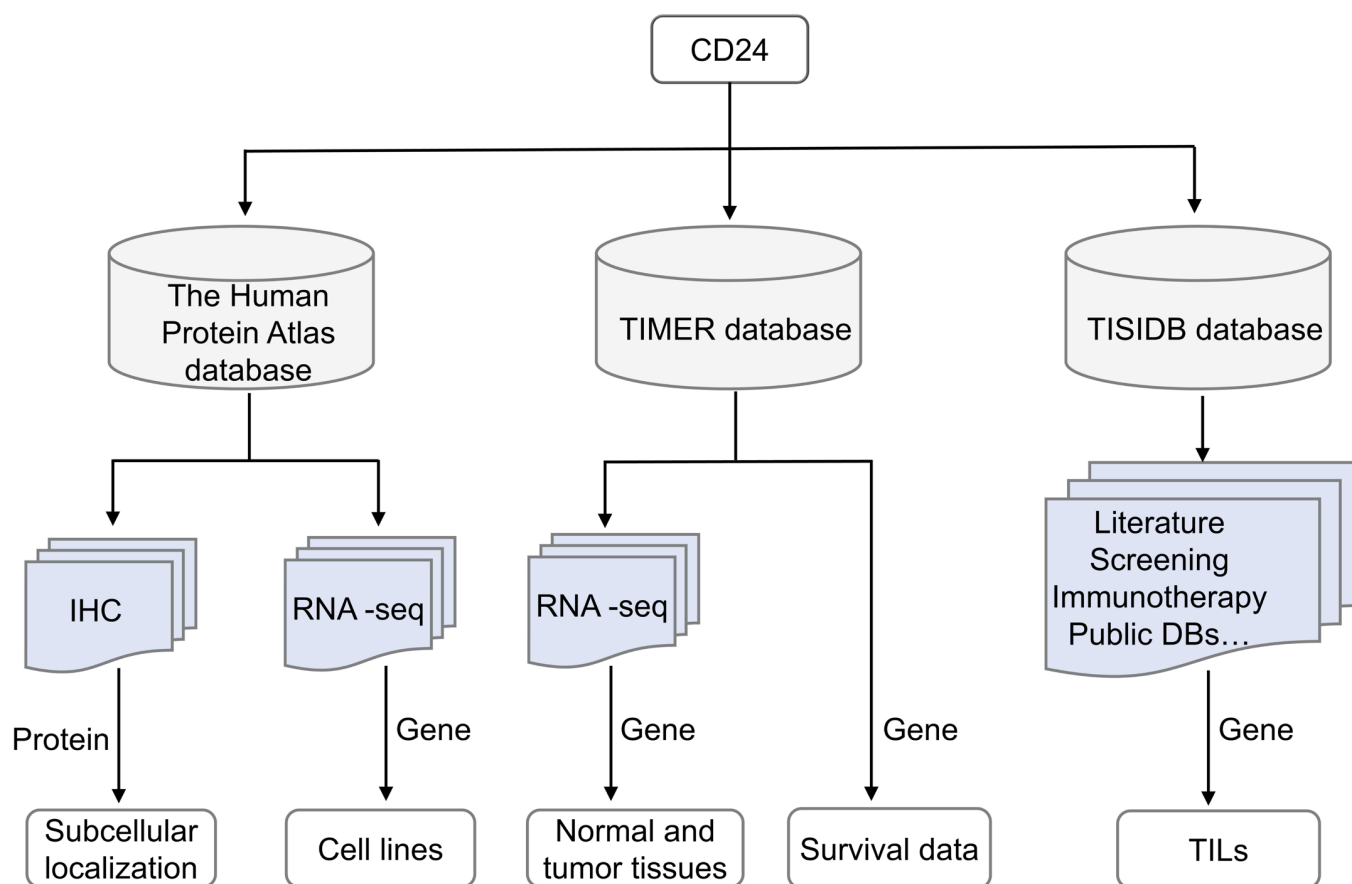 CD24
The Human
Protein Atlas
database
TIMER database
TISIDB database
IHC
RNA -seq
RNA -seq
Literature
Screening
Immunotherapy
Public DBs…
Protein
Gene
Gene
Gene
Gene
Subcellular
localization
Cell lines
Normal and
tumor tissues
Survival data
TILs